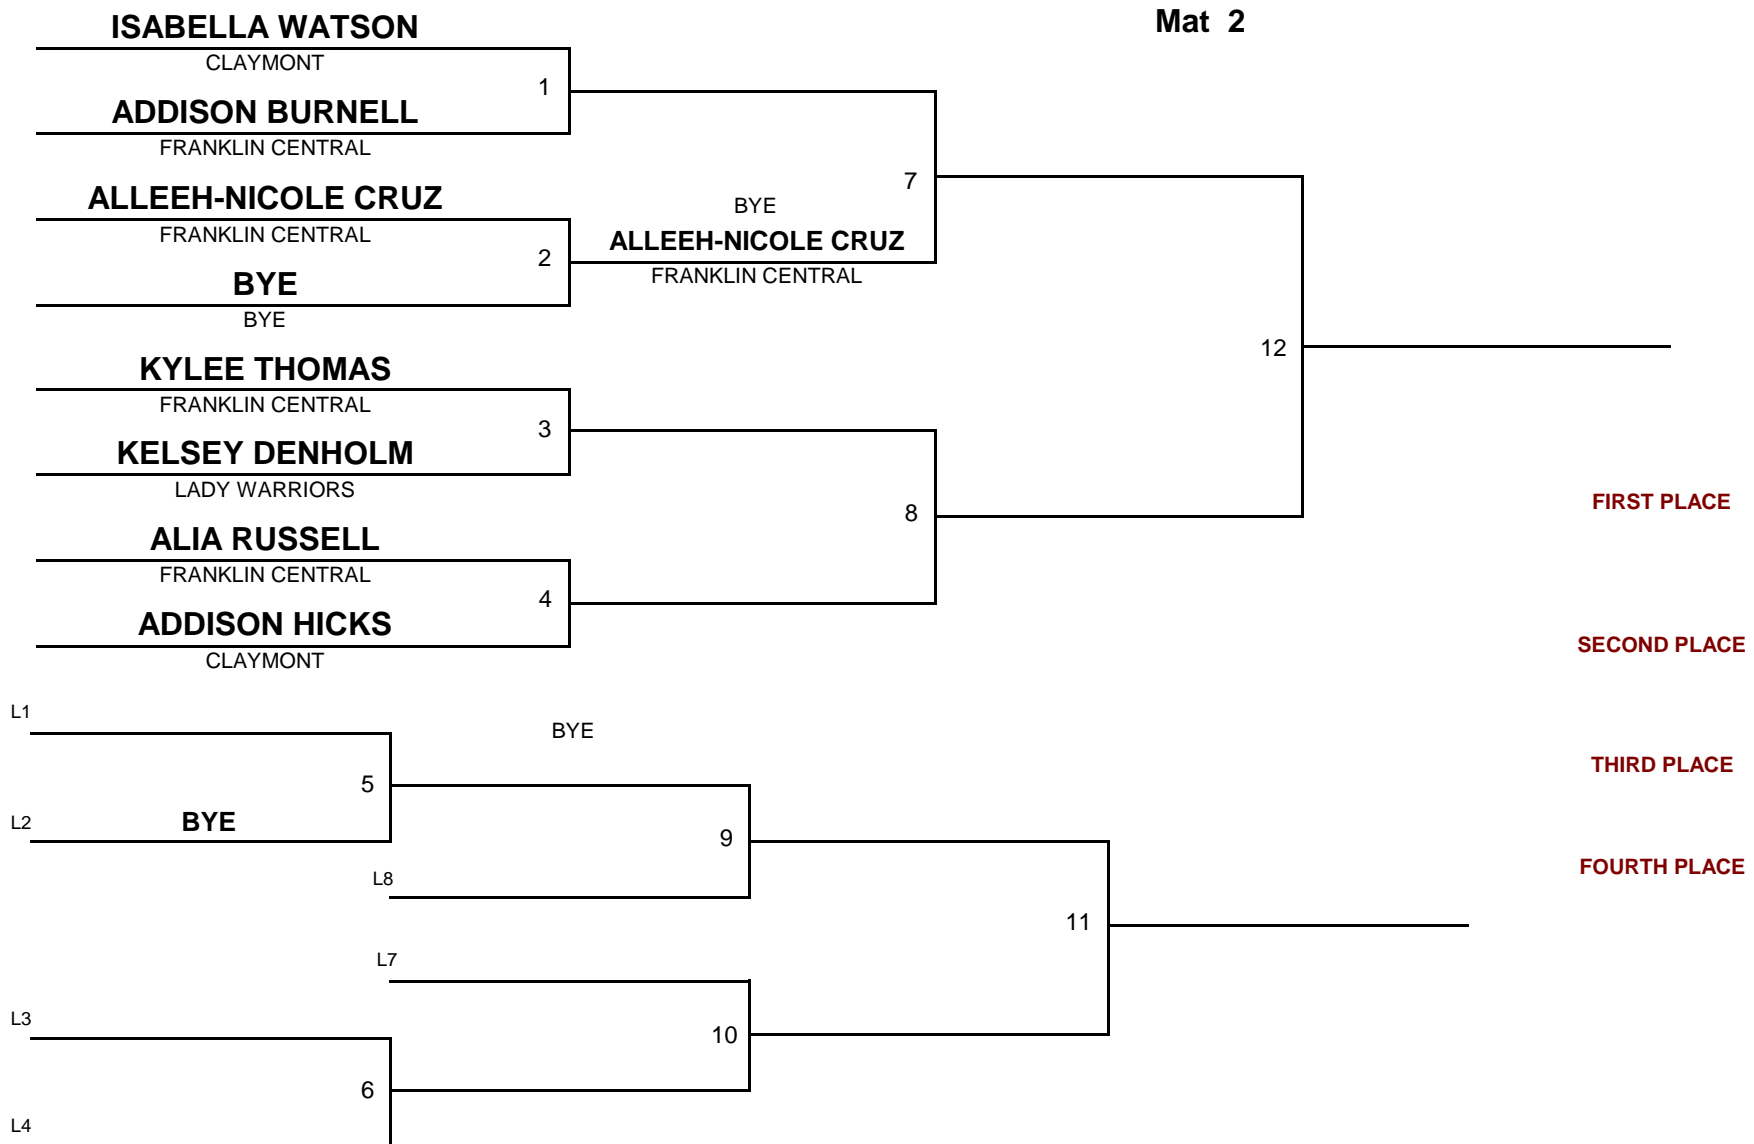 Mat 2
ISABELLA WATSON
CLAYMONT
1
ADDISON BURNELL
FRANKLIN CENTRAL
7
ALLEEH-NICOLE CRUZ
FRANKLIN CENTRAL
BYE
ALLEEH-NICOLE CRUZ
FRANKLIN CENTRAL
2
BYE
BYE
12
KYLEE THOMAS
FRANKLIN CENTRAL
3
KELSEY DENHOLM
LADY WARRIORS
8
FIRST PLACE
ALIA RUSSELL
FRANKLIN CENTRAL
4
ADDISON HICKS
CLAYMONT
SECOND PLACE
L1
BYE
THIRD PLACE
5
L2 BYE
9
FOURTH PLACE
L8
11
L7
L3
10
6
L4